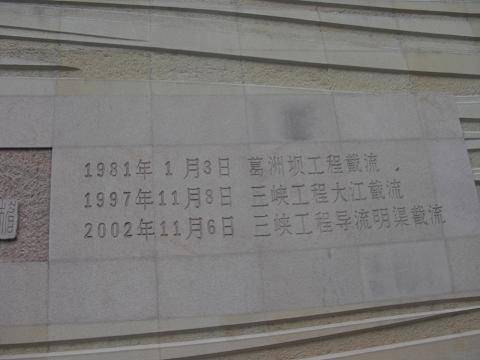 1981年1月3日 葛洲坝工程截流
1997年11月8日 三峡工程大江截流
2002年11月6日 三峡工程导流明渠截流